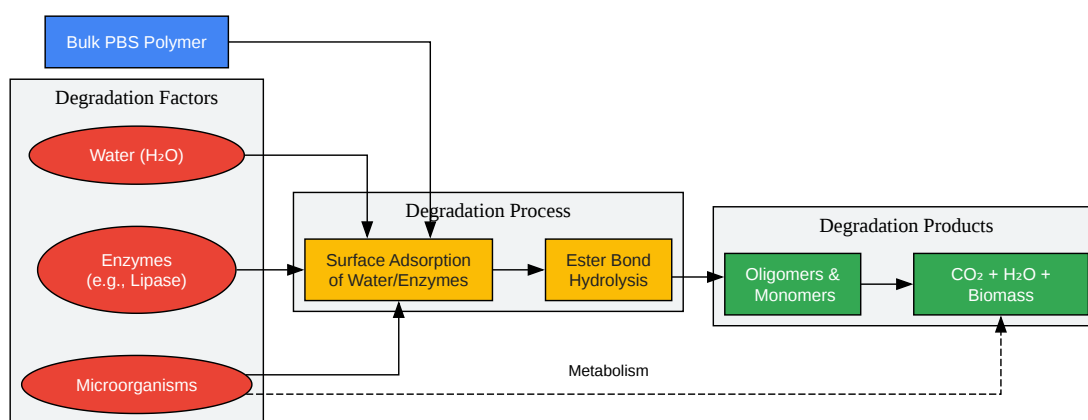 Bulk PBS Polymer
Degradation Factors
Water (H₂O)
Enzymes
(e.g., Lipase)
Microorganisms
Degradation Process
Surface Adsorption
of Water/Enzymes
Ester Bond
Hydrolysis
Degradation Products
Oligomers &
Monomers
CO₂ + H₂O +
Biomass
Metabolism